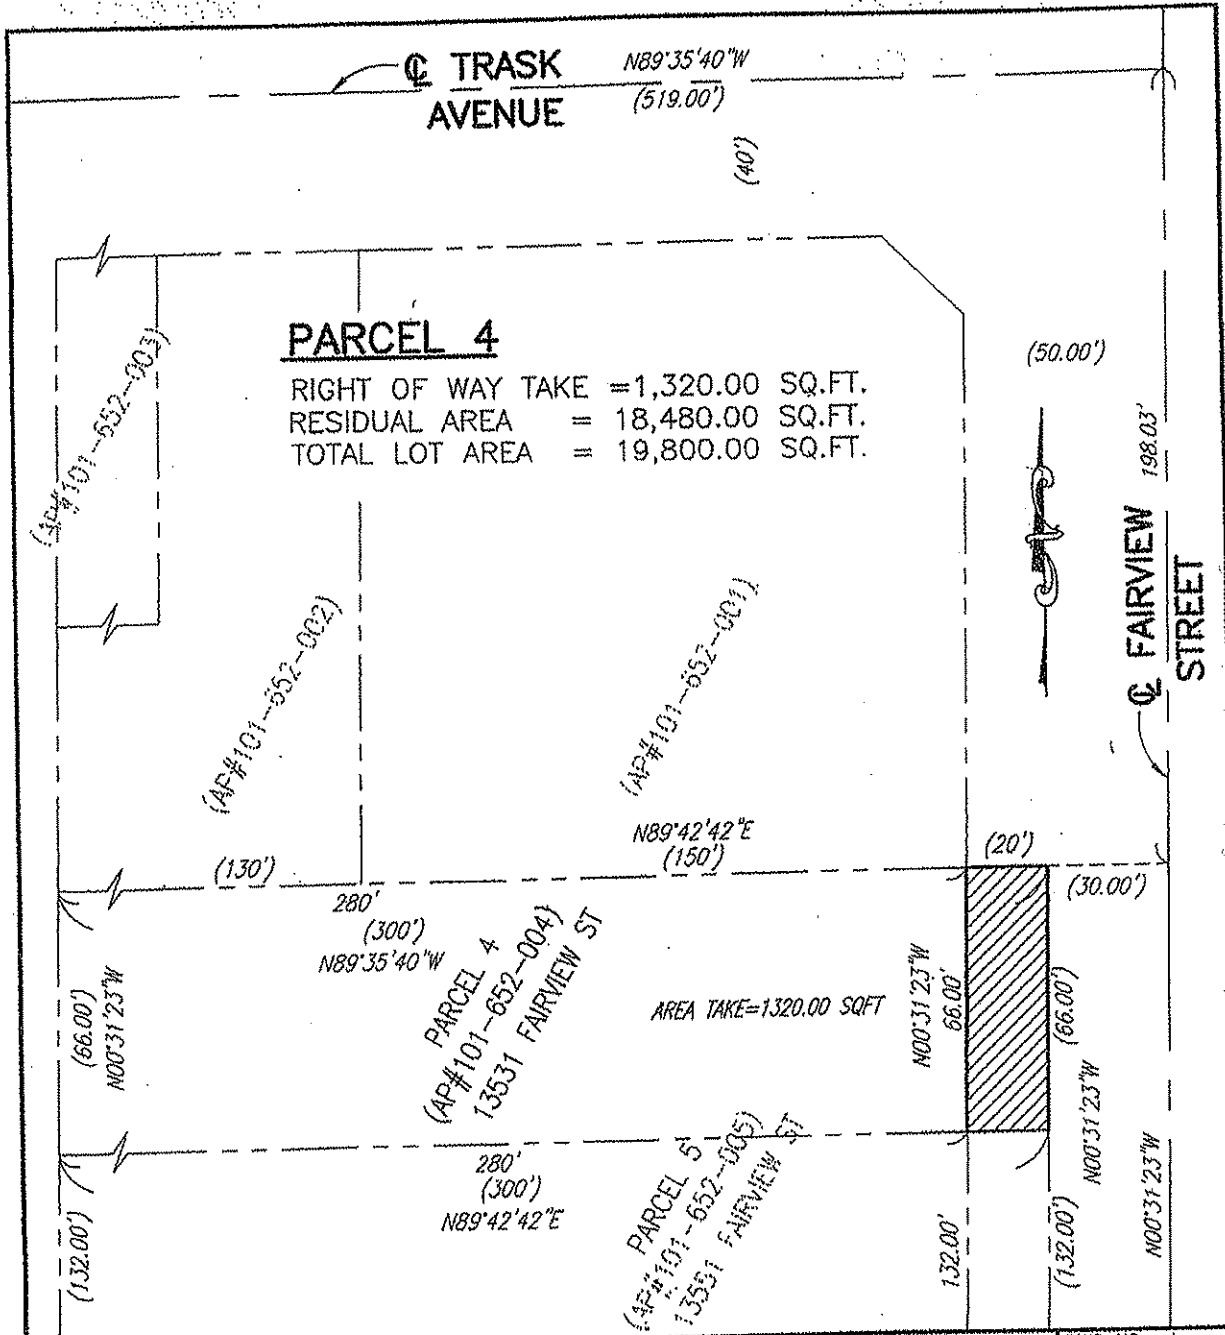 ℄ TRASK
AVENUE
N89°35'40"W
(519.00')
(40')
PARCEL 4
RIGHT OF WAY TAKE =1,320.00 SQ.FT.
RESIDUAL AREA = 18,480.00 SQ.FT.
TOTAL LOT AREA = 19,800.00 SQ.FT.
(AP#101-652-003)
(50.00')
198.03'
℄ FAIRVIEW
STREET
(AP#101-652-002)
(AP#101-652-001)
N89°42'42"E
(150')
(130')
(20')
(30.00')
280'
(300')
N89°35'40"W
PARCEL 4
(AP#101-652-004)
13531 FAIRVIEW ST
(66.00')
N00°31'23"W
AREA TAKE=1320.00 SQFT
N00°31'23"W
66.00'
(66.00')
N00°31'23"W
N00°31'23"W
280'
(300')
N89°42'42"E
PARCEL 5
(AP#101-652-005)
13551 FAIRVIEW ST
(132.00')
132.00'
(132.00')